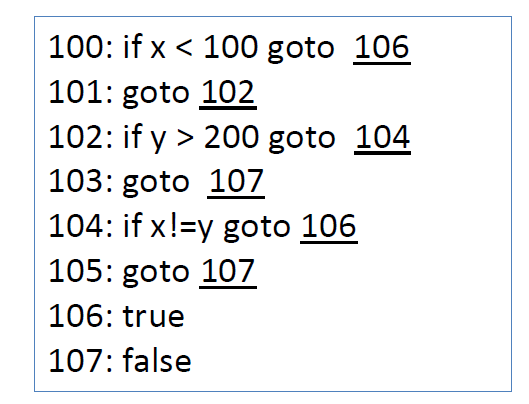 100: if x < 100 goto 106
101: goto 102
102: if y > 200 goto 104
103: goto 107
104: if x!=y goto 106
105: goto 107
106: true
107: false